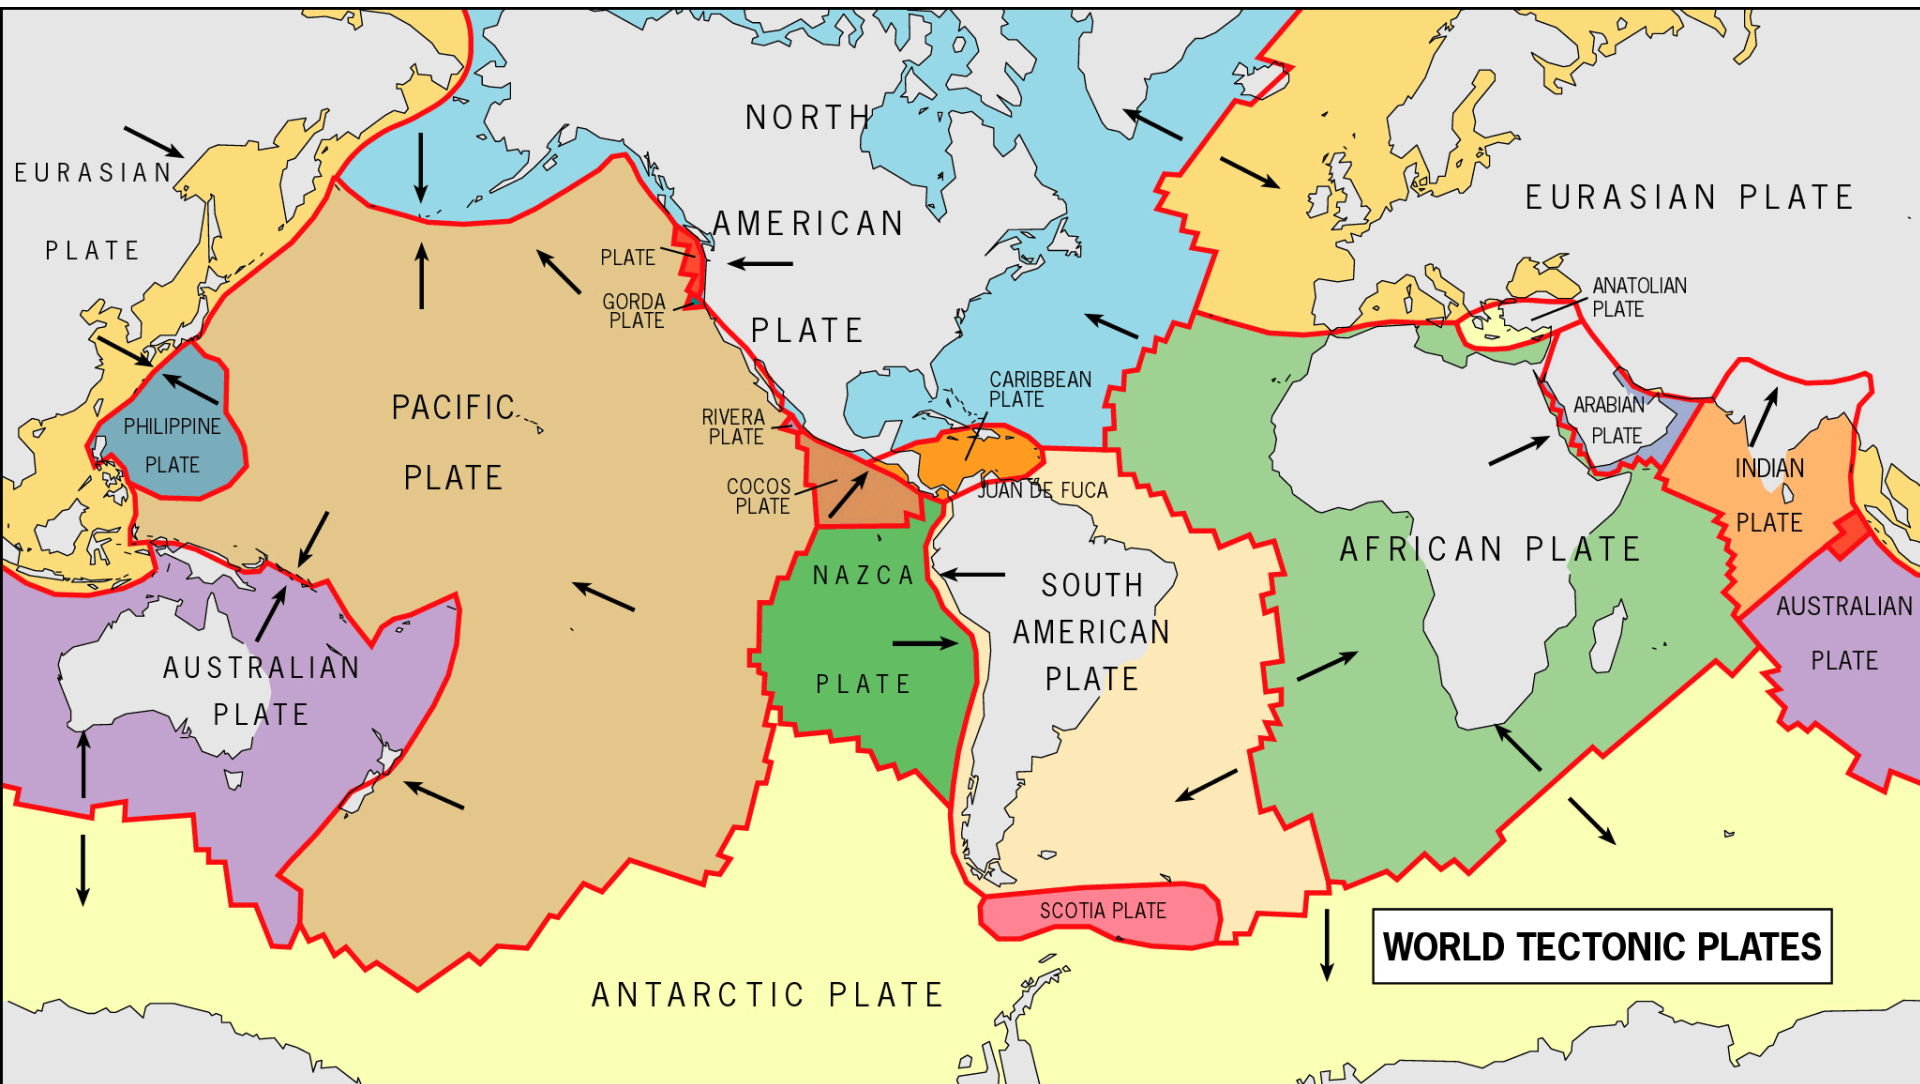 NORTH
AMERICAN
PLATE
EURASIAN
PLATE
EURASIAN PLATE
PLATE
GORDA
PLATE
ANATOLIAN
PLATE
CARIBBEAN
PLATE
PACIFIC
PLATE
PHILIPPINE
PLATE
RIVERA
PLATE
COCOS
PLATE
JUAN DE FUCA
ARABIAN
PLATE
INDIAN
PLATE
AFRICAN PLATE
NAZCA
PLATE
SOUTH
AMERICAN
PLATE
AUSTRALIAN
PLATE
AUSTRALIAN
PLATE
SCOTIA PLATE
WORLD TECTONIC PLATES
ANTARCTIC PLATE